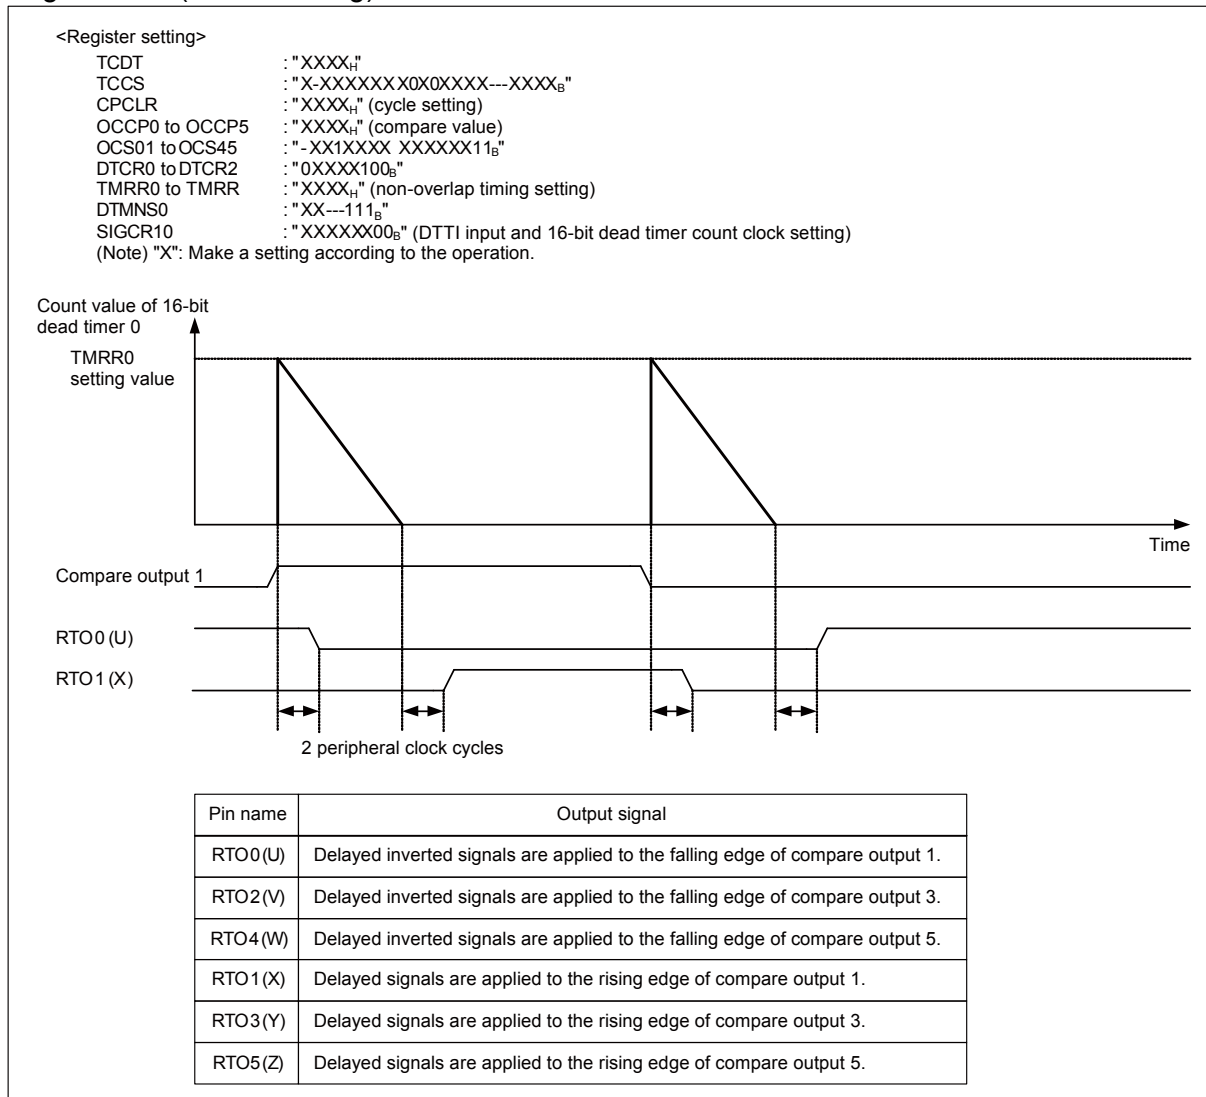 <Register setting>
TCDT : "XXXXH"
TCCS : "X-XXXXXXX0X0XXXX---XXXXB"
CPCLR : "XXXXH" (cycle setting)
OCCP0 to OCCP5 : "XXXXH" (compare value)
OCS01 to OCS45 : "-XX1XXXX XXXXXX11B"
DTCR0 to DTCR2 : "0XXXX100B"
TMRR0 to TMRR : "XXXXH" (non-overlap timing setting)
DTMNS0 : "XX---111B"
SIGCR10 : "XXXXXX00B" (DTTI input and 16-bit dead timer count clock setting)
(Note) "X": Make a setting according to the operation.
Count value of 16-bit
dead timer 0
TMRR0
setting value
Time
Compare output 1
RTO0 (U)
RTO1 (X)
2 peripheral clock cycles
Pin name Output signal
RTO0(U) Delayed inverted signals are applied to the falling edge of compare output 1.
RTO2(V) Delayed inverted signals are applied to the falling edge of compare output 3.
RTO4(W) Delayed inverted signals are applied to the falling edge of compare output 5.
RTO1(X) Delayed signals are applied to the rising edge of compare output 1.
RTO3(Y) Delayed signals are applied to the rising edge of compare output 3.
RTO5(Z) Delayed signals are applied to the rising edge of compare output 5.